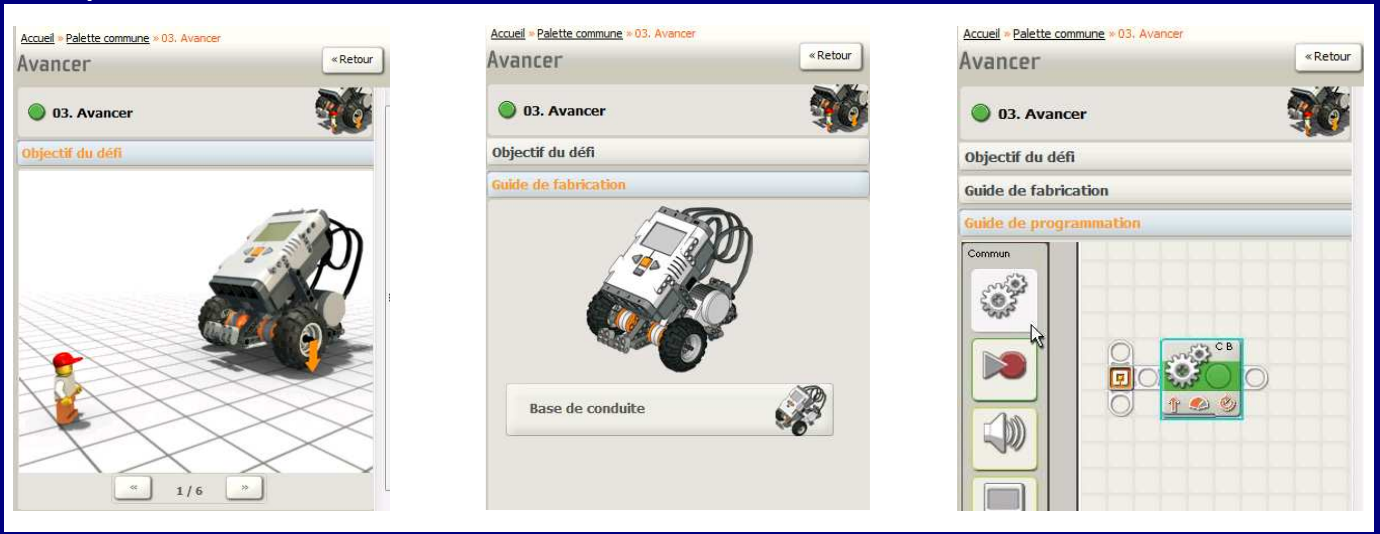 Accueil » Palette commune » 03. Avancer
Avancer
« Retour
03. Avancer
Objectif du défi
« 1 / 6 »
Accueil » Palette commune » 03. Avancer
Avancer
« Retour
03. Avancer
Objectif du défi
Guide de fabrication
Base de conduite
Accueil » Palette commune » 03. Avancer
Avancer
« Retour
03. Avancer
Objectif du défi
Guide de fabrication
Guide de programmation
Commun
C B